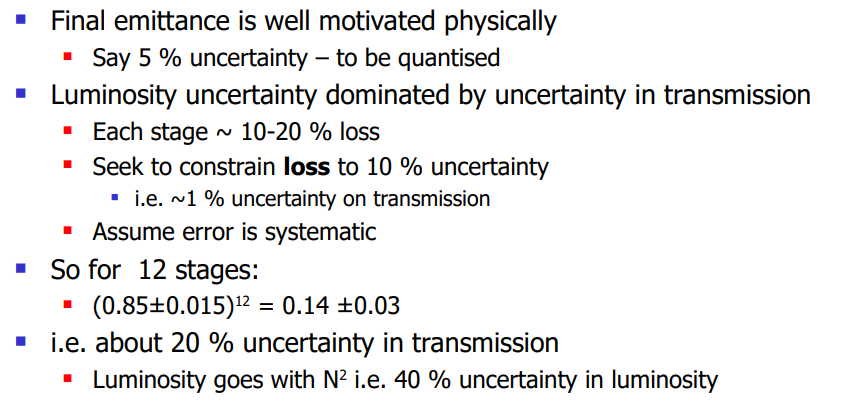 Final emittance is well motivated physically
Say 5 % uncertainty – to be quantised
Luminosity uncertainty dominated by uncertainty in transmission
Each stage ~ 10-20 % loss
Seek to constrain loss to 10 % uncertainty
i.e. ~1 % uncertainty on transmission
Assume error is systematic
So for 12 stages:
(0.85±0.015)¹² = 0.14 ±0.03
i.e. about 20 % uncertainty in transmission
Luminosity goes with N² i.e. 40 % uncertainty in luminosity